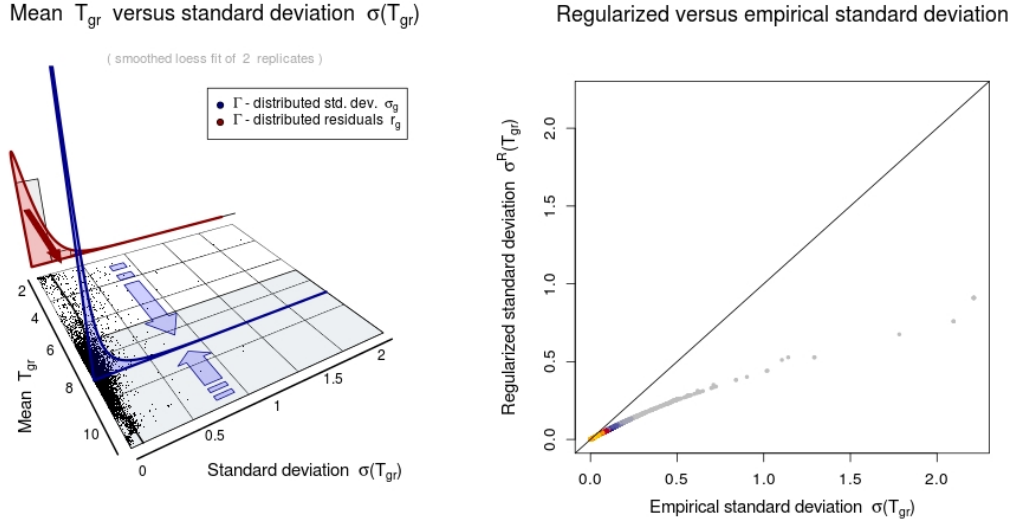 Mean T_gr versus standard deviation σ(T_gr)
( smoothed loess fit of 2 replicates )
Γ - distributed std. dev. σ_g
Γ - distributed residuals r_g
2
4
6
8
10
Mean T_gr
0
0.5
1
1.5
2
Standard deviation σ(T_gr)
Regularized versus empirical standard deviation
Regularized standard deviation σ^R(T_gr)
2.0
1.5
1.0
0.5
0.0
0.0 0.5 1.0 1.5 2.0
Empirical standard deviation σ(T_gr)